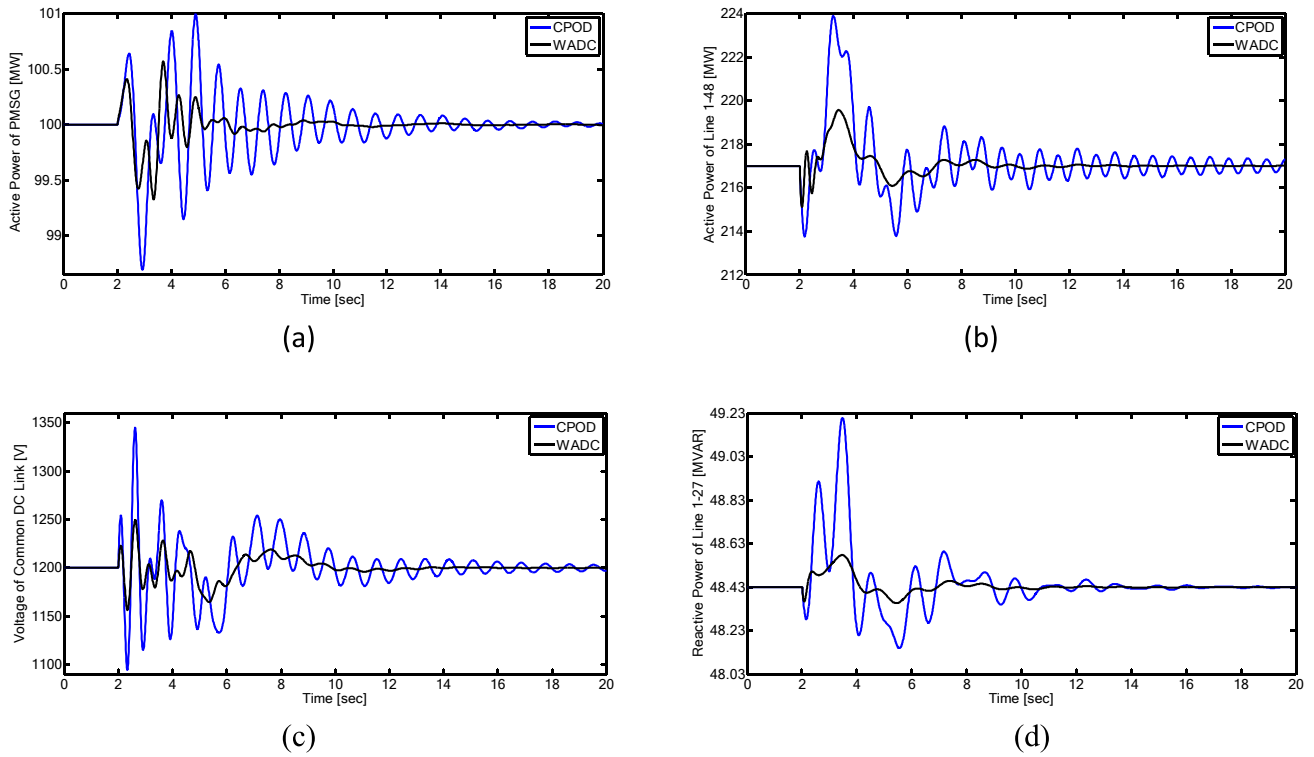 Active Power of PMSG [MW]
101
100.5
100
99.5
99
CPOD
WADC
0 2 4 6 8 10 12 14 16 18 20
Time [sec]
(a)
Active Power of Line 1-48 [MW]
224
222
220
218
216
214
212
CPOD
WADC
0 2 4 6 8 10 12 14 16 18 20
Time [sec]
(b)
Voltage of Common DC Link [V]
1350
1300
1250
1200
1150
1100
CPOD
WADC
0 2 4 6 8 10 12 14 16 18 20
Time [sec]
(c)
Reactive Power of Line 1-27 [MVAR]
49.23
49.03
48.83
48.63
48.43
48.23
48.03
CPOD
WADC
0 2 4 6 8 10 12 14 16 18 20
Time [sec]
(d)